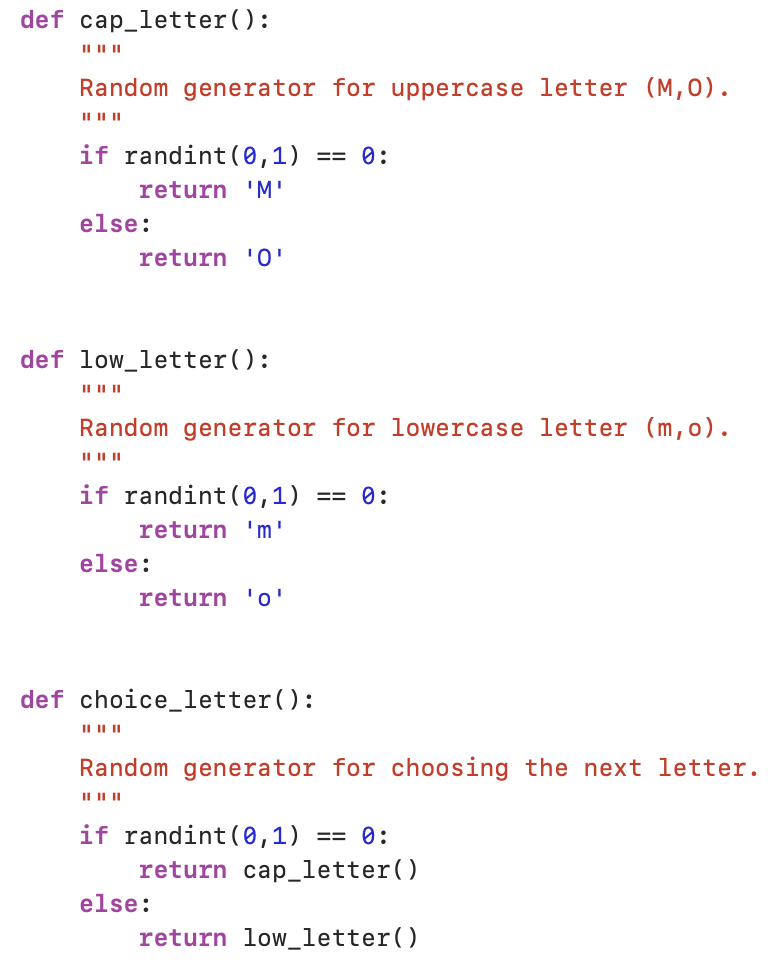 def cap_letter():
    """
    Random generator for uppercase letter (M,O).
    """
    if randint(0,1) == 0:
        return 'M'
    else:
        return 'O'


def low_letter():
    """
    Random generator for lowercase letter (m,o).
    """
    if randint(0,1) == 0:
        return 'm'
    else:
        return 'o'


def choice_letter():
    """
    Random generator for choosing the next letter.
    """
    if randint(0,1) == 0:
        return cap_letter()
    else:
        return low_letter()